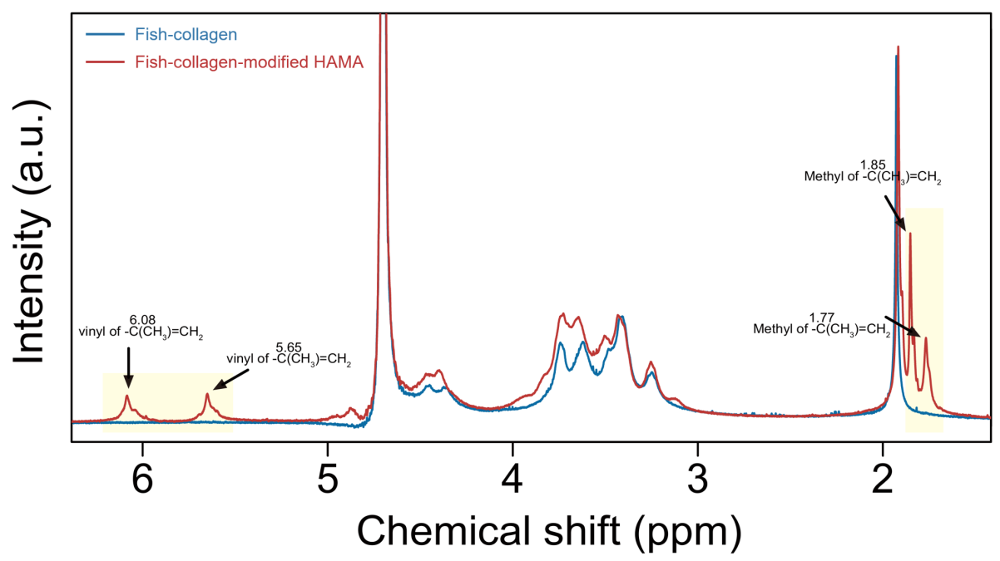 Fish-collagen
Fish-collagen-modified HAMA
Intensity (a.u.)
1.85
Methyl of -C(CH₃)=CH₂
1.77
Methyl of -C(CH₃)=CH₂
6.08
vinyl of -C(CH₃)=CH₂
5.65
vinyl of -C(CH₃)=CH₂
6 5 4 3 2
Chemical shift (ppm)